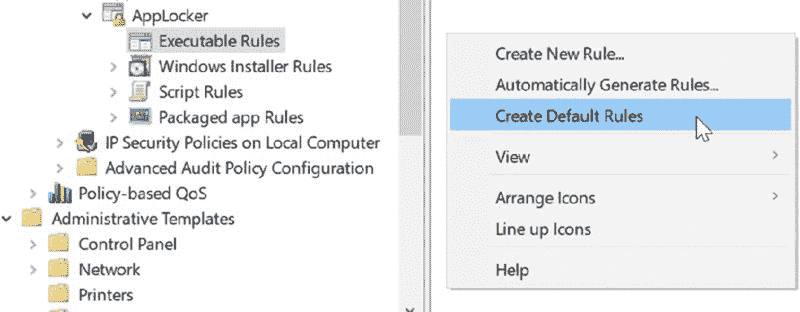 AppLocker
Executable Rules
Windows Installer Rules
Script Rules
Packaged app Rules
IP Security Policies on Local Computer
Advanced Audit Policy Configuration
Policy-based QoS
Administrative Templates
Control Panel
Network
Printers
Create New Rule...
Automatically Generate Rules...
Create Default Rules
View
Arrange Icons
Line up Icons
Help